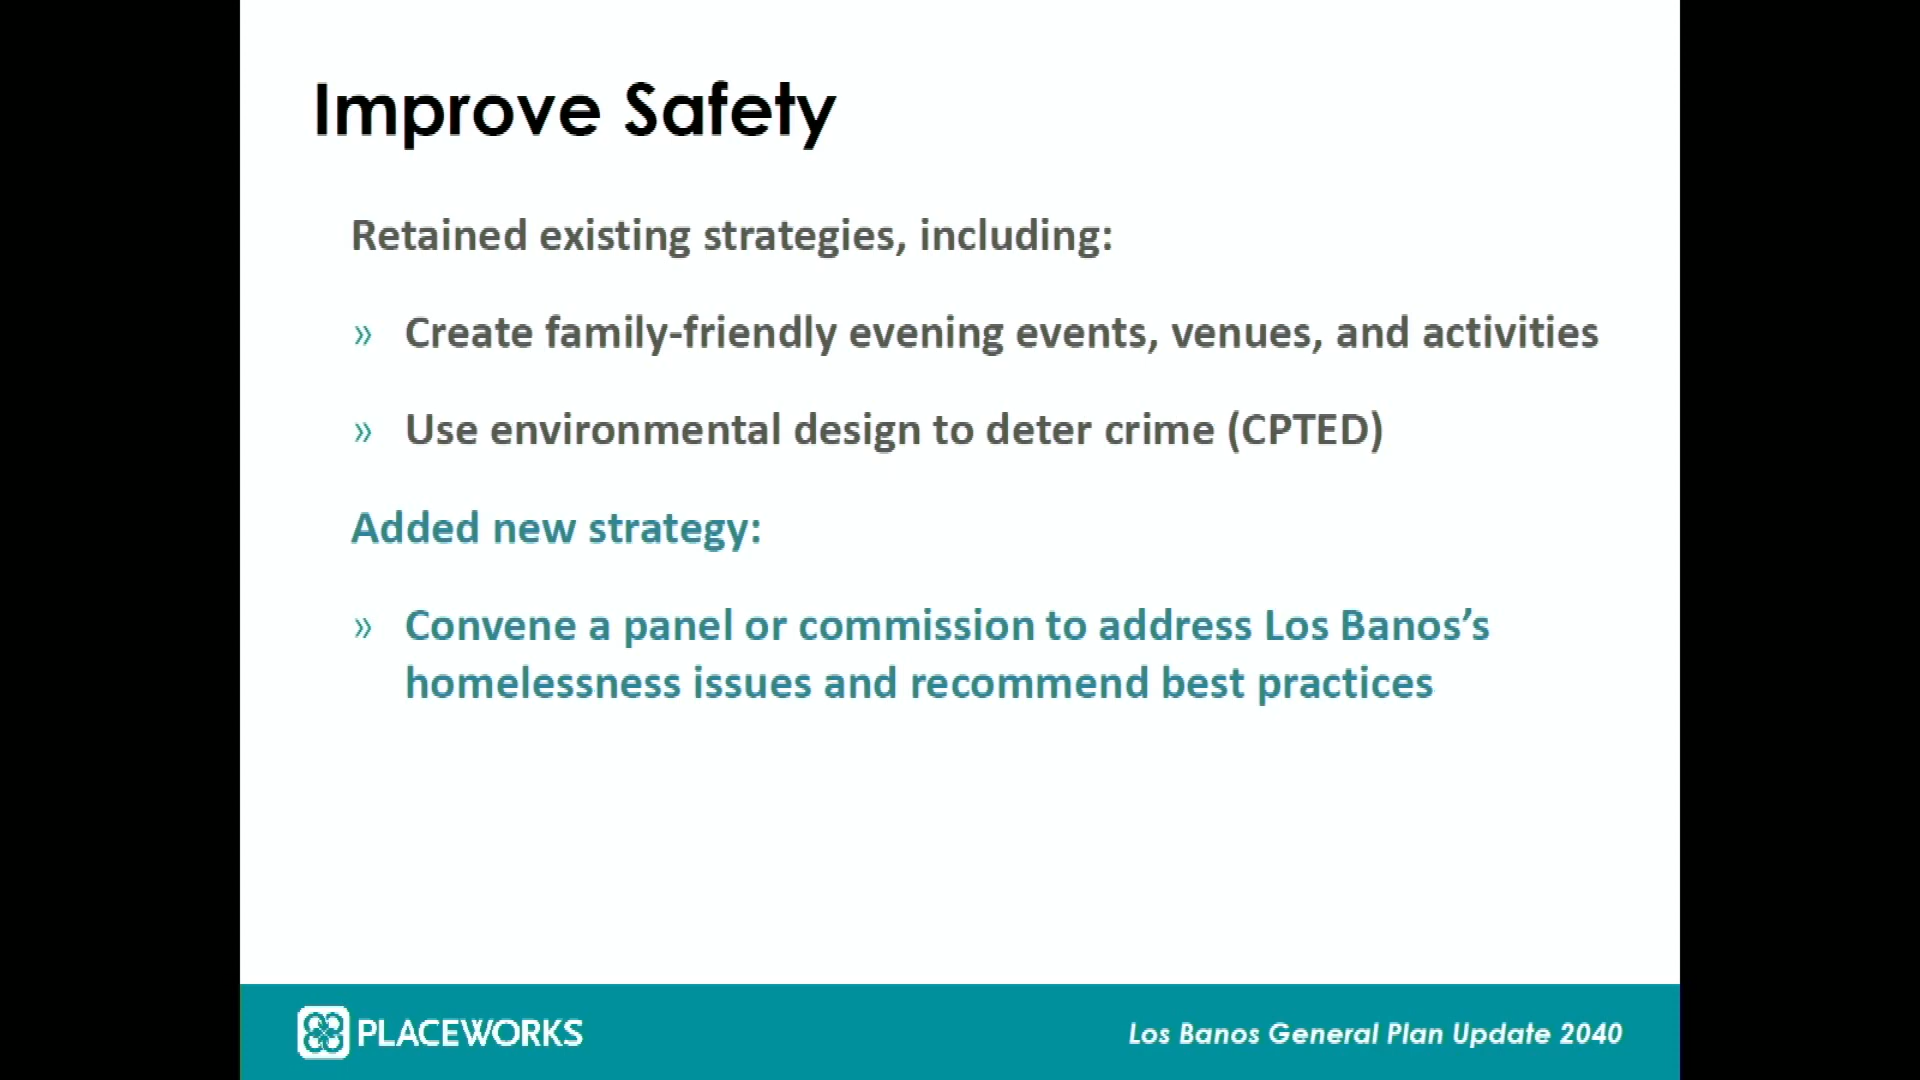 Improve Safety
Retained existing strategies, including:
» Create family-friendly evening events, venues, and activities
» Use environmental design to deter crime (CPTED)
Added new strategy:
» Convene a panel or commission to address Los Banos’s
homelessness issues and recommend best practices
PLACEWORKS
Los Banos General Plan Update 2040